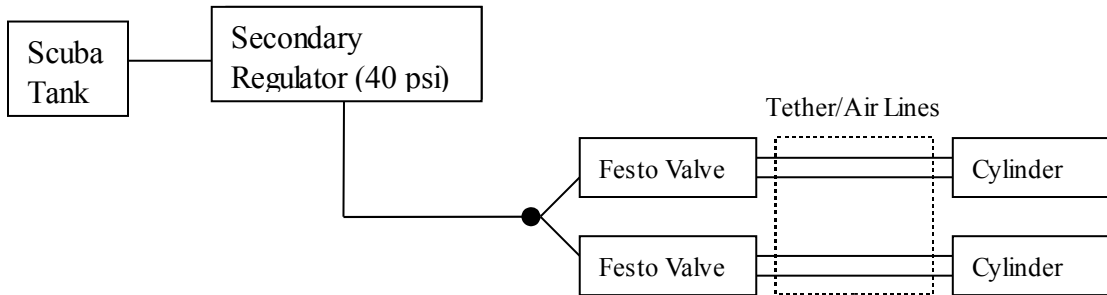 Scuba
Tank
Secondary
Regulator (40 psi)
Tether/Air Lines
Festo Valve
Cylinder
Festo Valve
Cylinder